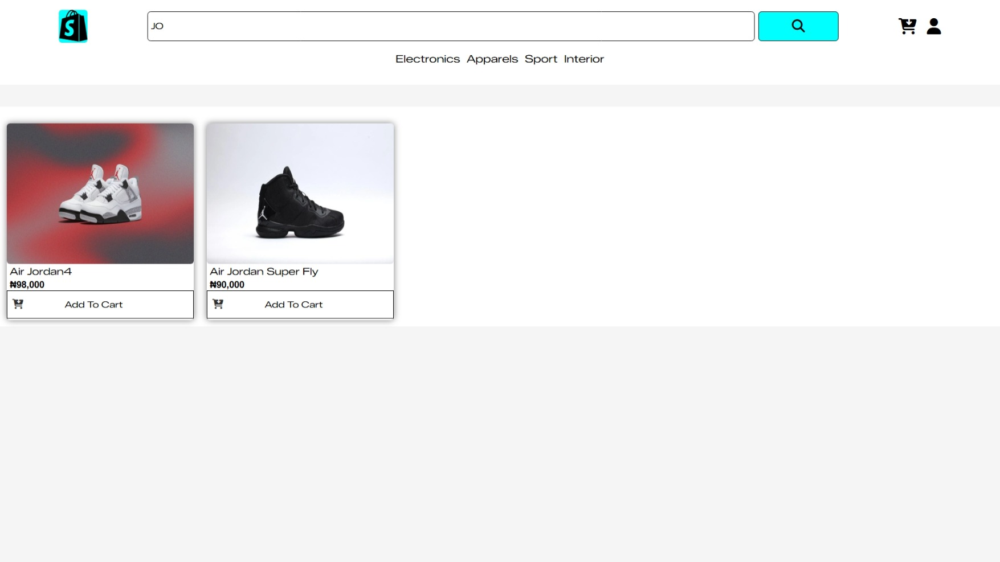 S
JO
Electronics Apparels Sport Interior
Air Jordan4
₦98,000
Add To Cart
Air Jordan Super Fly
₦90,000
Add To Cart